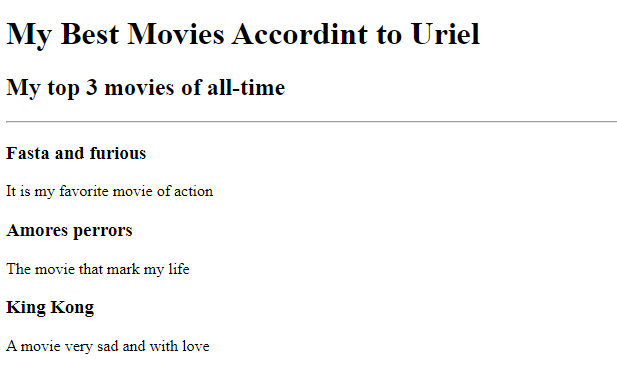 My Best Movies Accordint to Uriel
My top 3 movies of all-time
Fasta and furious
It is my favorite movie of action
Amores perrors
The movie that mark my life
King Kong
A movie very sad and with love